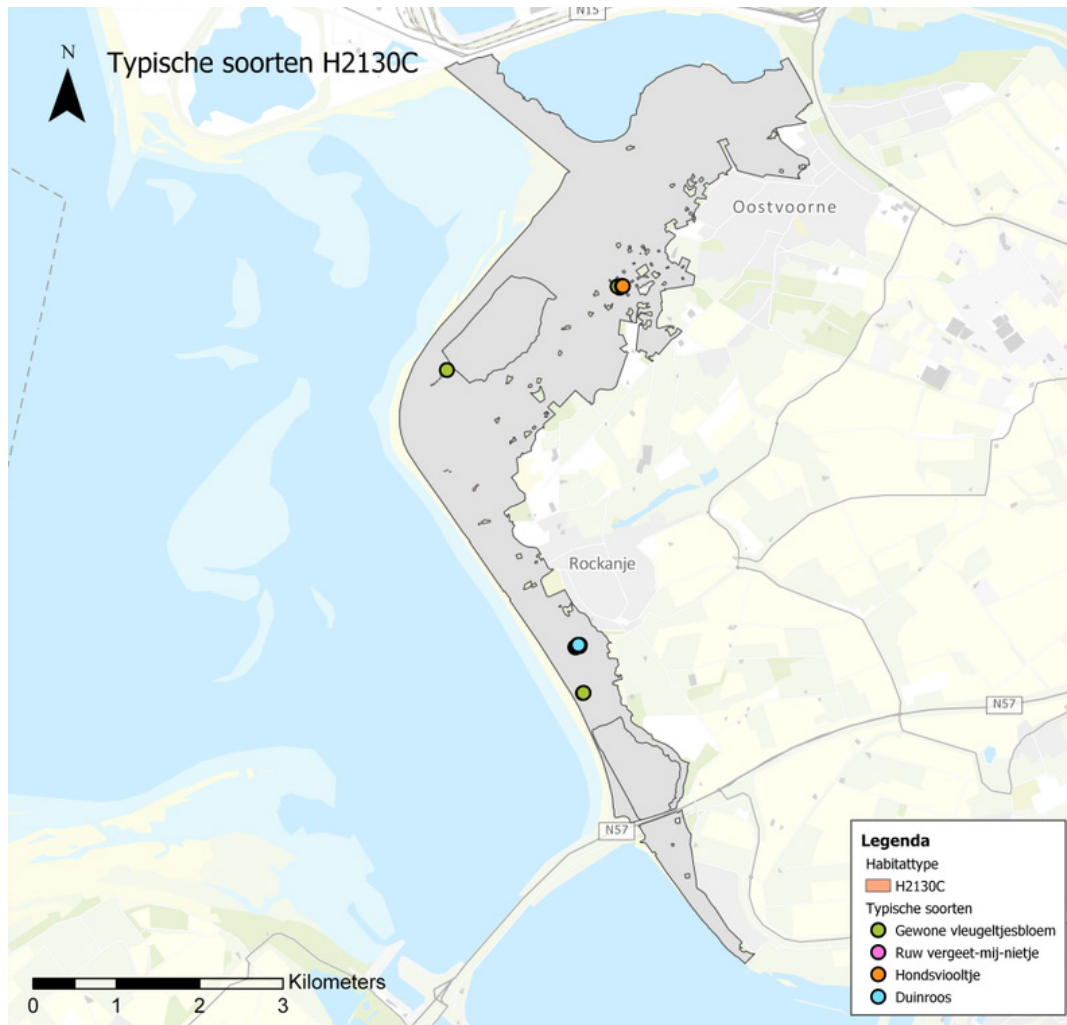 N15
N
Typische soorten H2130C
Oostvoorne
Rockanje
N57
N57
Legenda
Habitattype
H2130C
Typische soorten
Gewone vleugeltjesbloem
Ruw vergeet-mij-nietje
Hondsviooltje
Duinroos
Kilometers
0 1 2 3